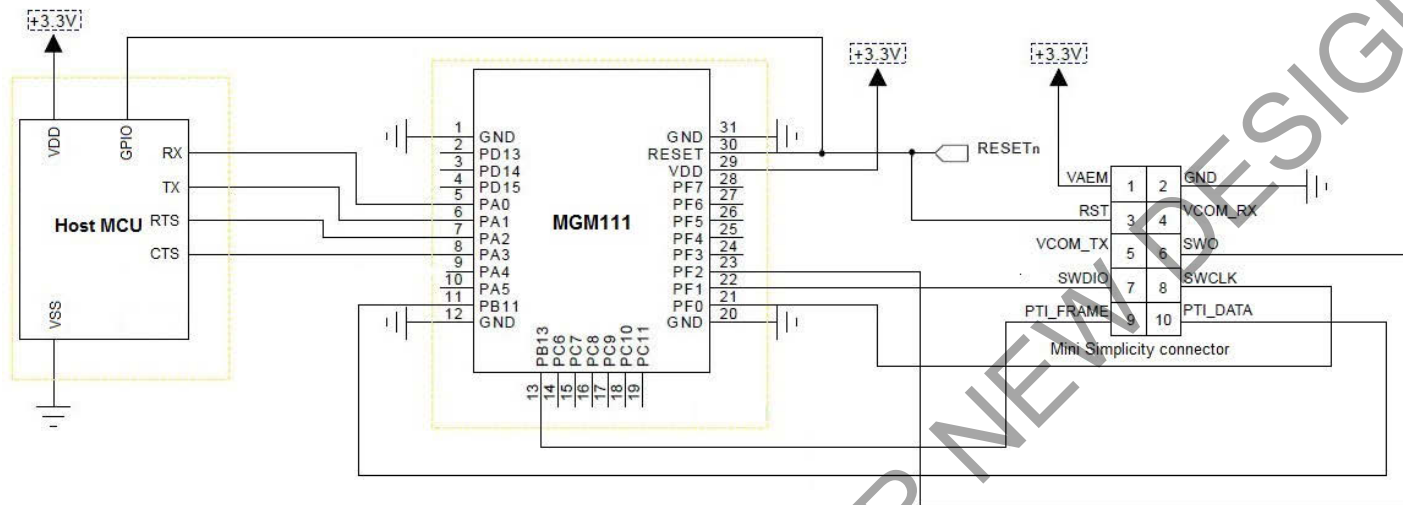 +3.3V
VDD
GPIO
RX
TX
RTS
CTS
Host MCU
VSS
MGM111
1 GND
2 PD13
3 PD14
4 PD15
5 PA0
6 PA1
7 PA2
8 PA3
9 PA4
10 PA5
11 PB11
12 GND
13 PB13
14 PC6
15 PC7
16 PC8
17 PC9
18 PC10
19 PC11
GND 31
RESET 30
VDD 29
PF7 28
PF6 27
PF5 26
PF4 25
PF3 24
PF2 23
PF1 22
PF0 21
GND 20
+3.3V
RESETn
+3.3V
VAEM 1 2 GND
RST 3 4 VCOM_RX
VCOM_TX 5 6 SWO
SWDIO 7 8 SWCLK
PTI_FRAME 9 10 PTI_DATA
Mini Simplicity connector
NEW DESIG